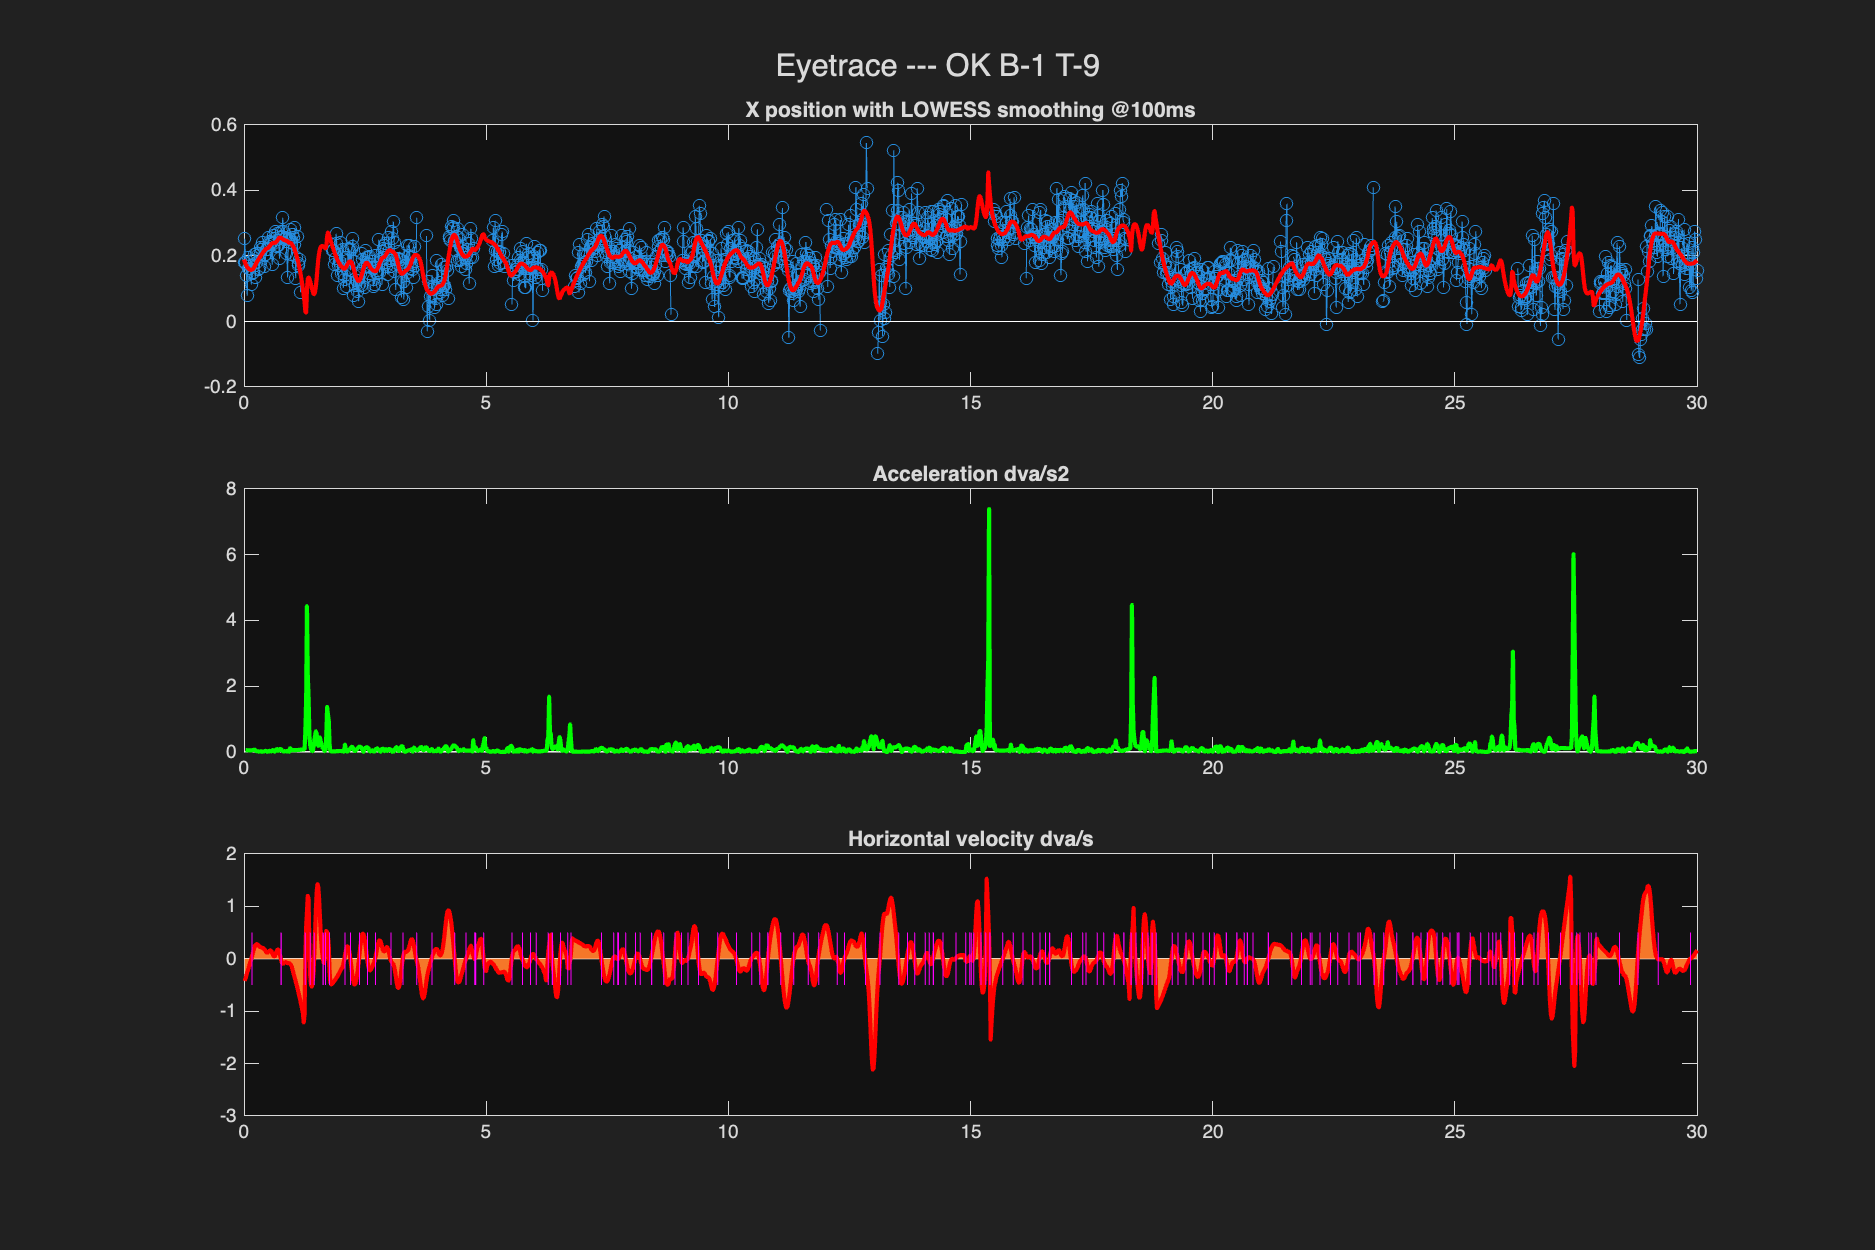 Eyetrace --- OK B-1 T-9
X position with LOWESS smoothing @100ms
0.6
0.4
0.2
0
-0.2
0 5 10 15 20 25 30
Acceleration dva/s2
8
6
4
2
0
0 5 10 15 20 25 30
Horizontal velocity dva/s
2
1
0
-1
-2
-3
0 5 10 15 20 25 30